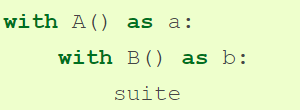 with A() as a:
    with B() as b:
        suite